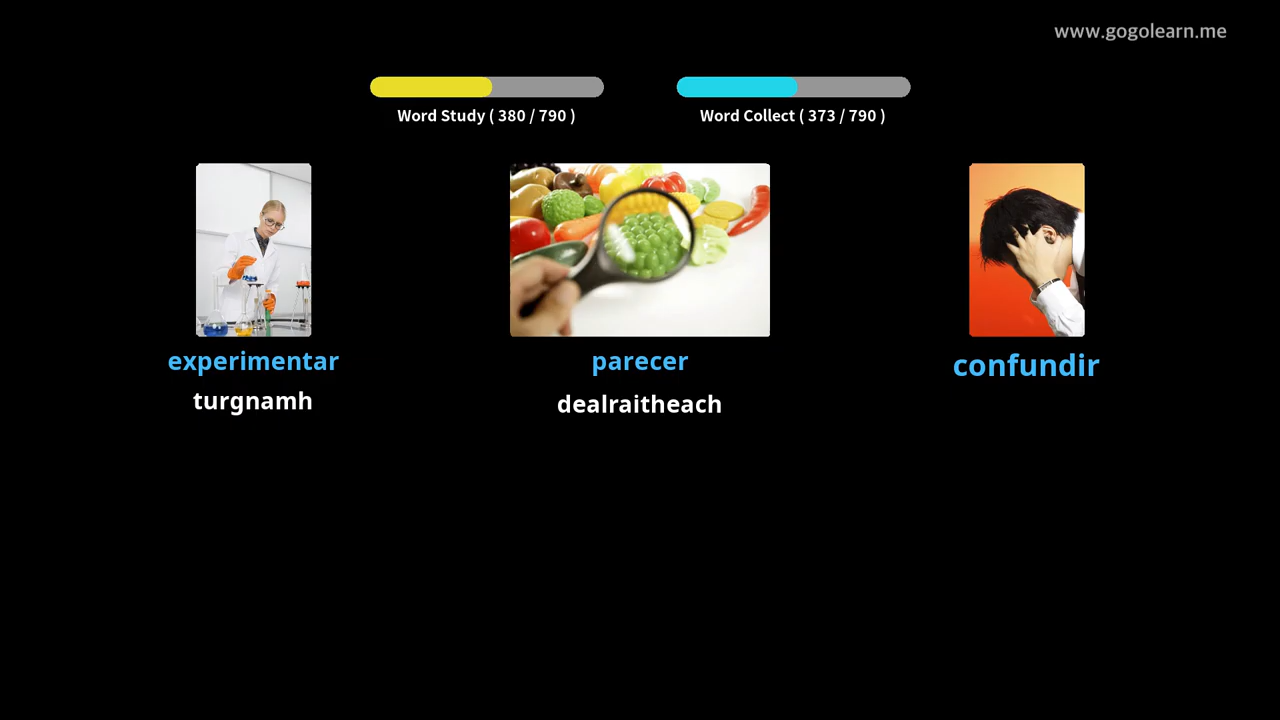 www.gogolearn.me
Word Study ( 380 / 790 )
Word Collect ( 373 / 790 )
experimentar
parecer
confundir
turgnamh
dealraitheach